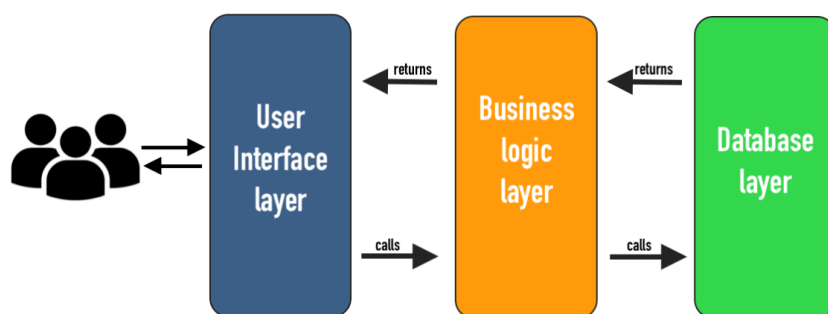 User
Interface
layer
returns
calls
Business
logic
layer
returns
calls
Database
layer